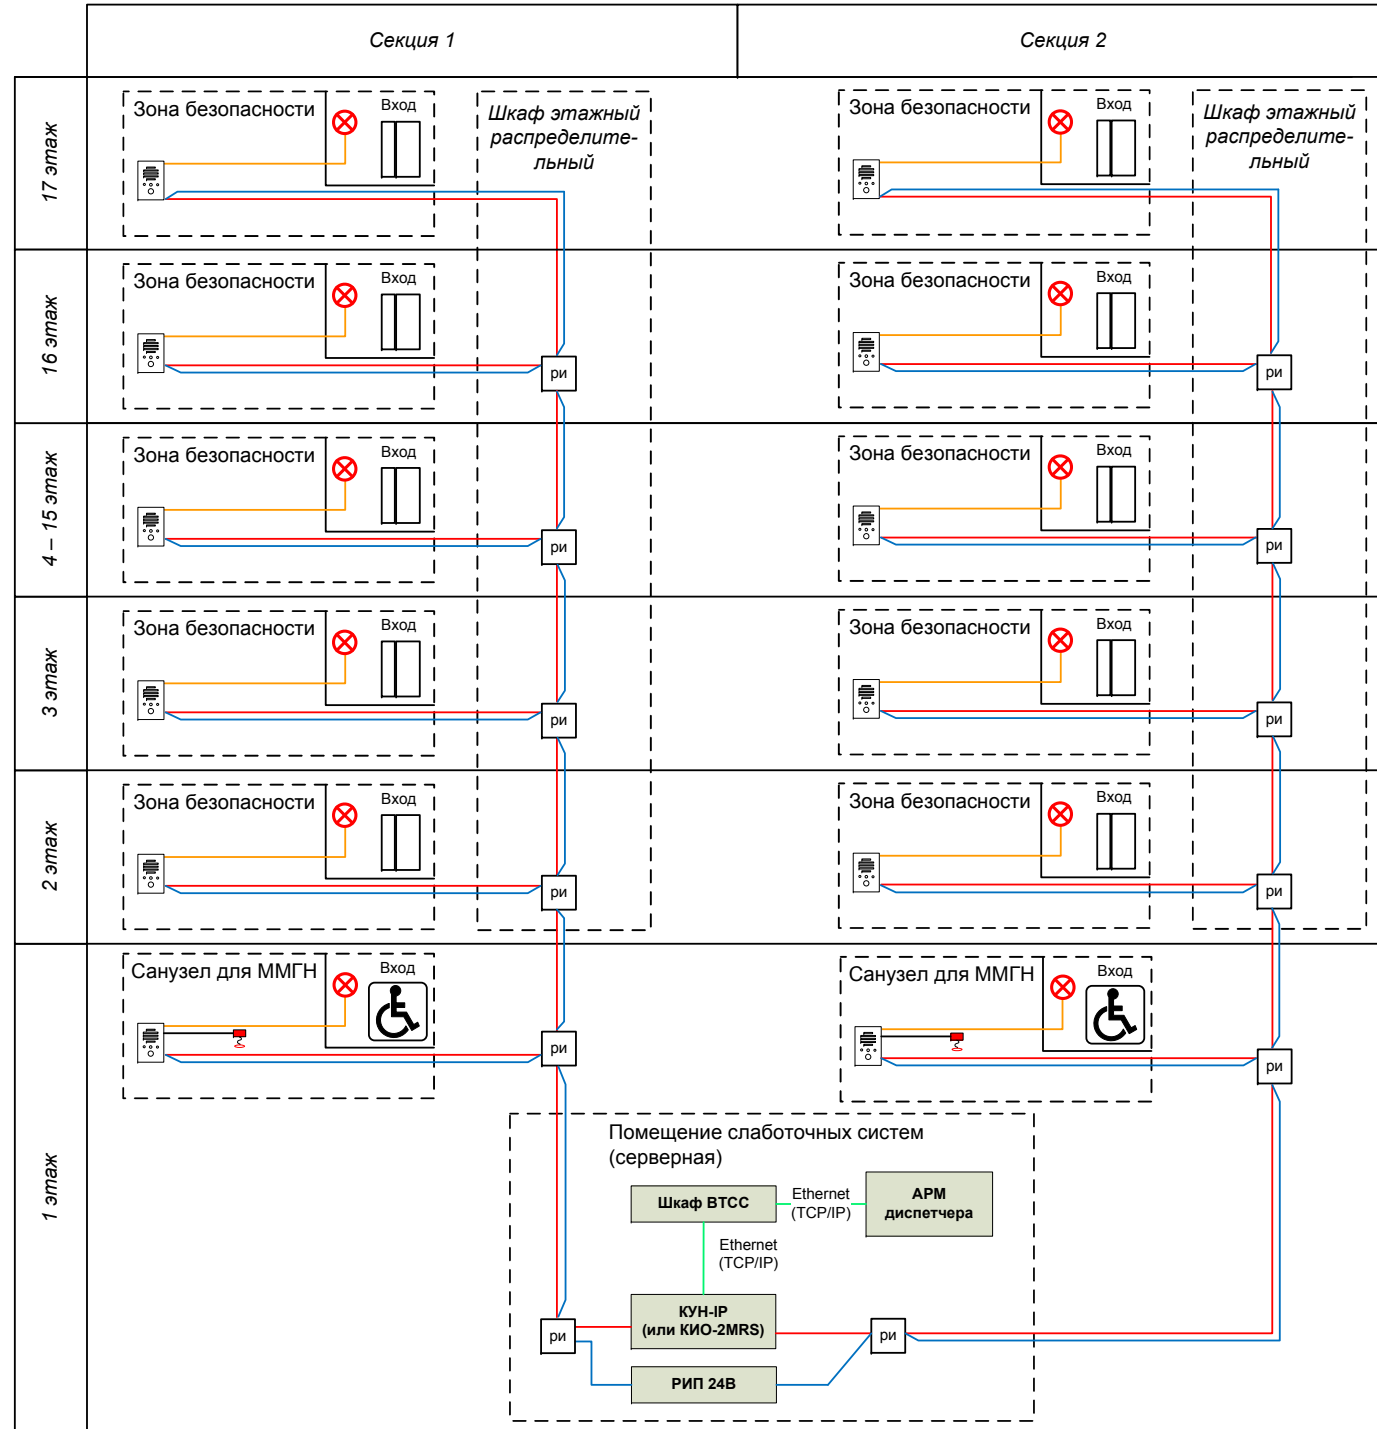 Секция 1
Секция 2
17 этаж
Зона безопасности
Вход
Шкаф этажный
распределите-
льный
Зона безопасности
Вход
Шкаф этажный
распределите-
льный
16 этаж
Зона безопасности
Вход
ри
Зона безопасности
Вход
ри
4 – 15 этаж
Зона безопасности
Вход
ри
Зона безопасности
Вход
ри
3 этаж
Зона безопасности
Вход
ри
Зона безопасности
Вход
ри
2 этаж
Зона безопасности
Вход
ри
Зона безопасности
Вход
ри
1 этаж
Санузел для ММГН
Вход
ри
Санузел для ММГН
Вход
ри
Помещение слаботочных систем
(серверная)
Шкаф ВТСС
Ethernet
(TCP/IP)
АРМ
диспетчера
Ethernet
(TCP/IP)
ри
КУН-IP
(или КИО-2MRS)
ри
РИП 24В